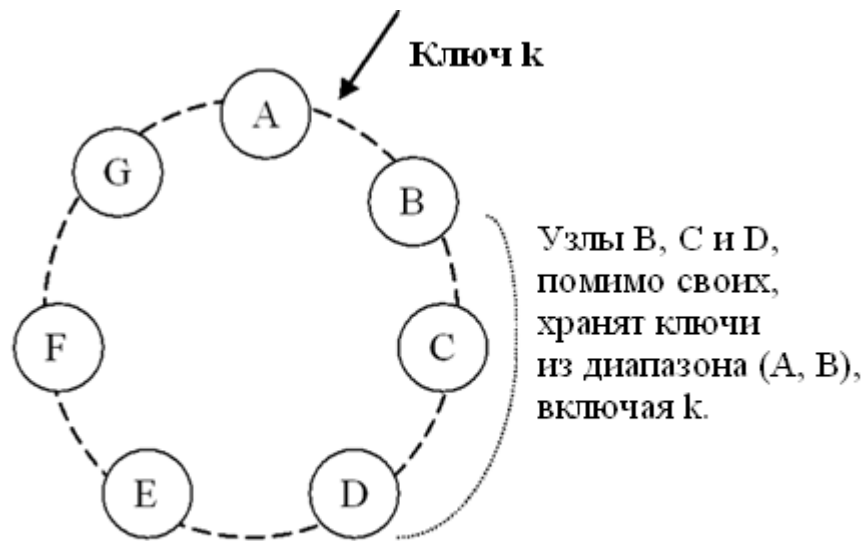 Ключ k
A
G
B
Узлы B, C и D,
помимо своих,
хранят ключи
из диапазона (A, B),
включая k.
F
C
E
D